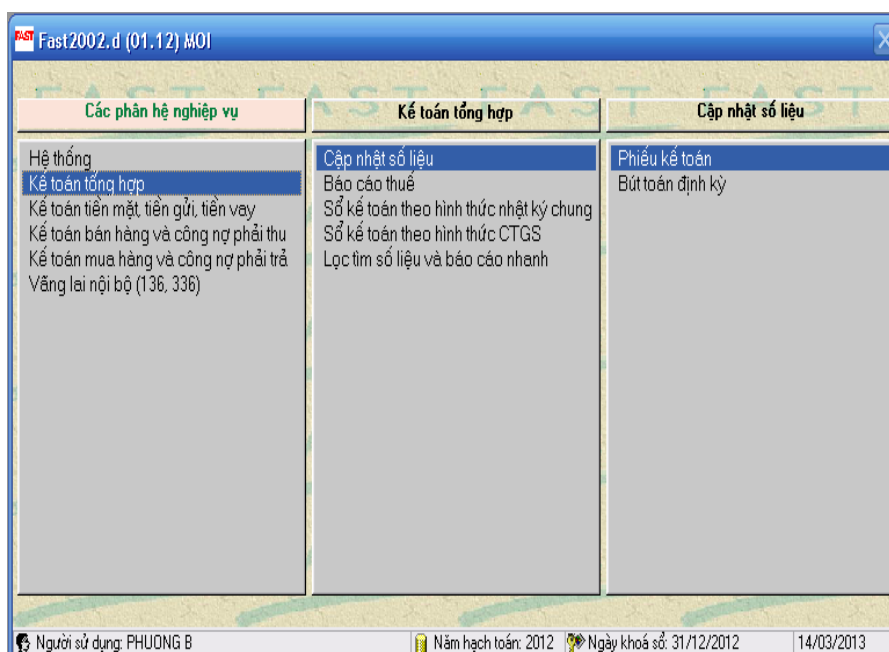 FAST Fast2002.d (01.12) MOI
FAST FAST FAST FAST
Các phân hệ nghiệp vụ
Kế toán tổng hợp
Cập nhật số liệu
Hệ thống
Kế toán tổng hợp
Kế toán tiền mặt, tiền gửi, tiền vay
Kế toán bán hàng và công nợ phải thu
Kế toán mua hàng và công nợ phải trả
Vãng lai nội bộ (136, 336)
Cập nhật số liệu
Báo cáo thuế
Sổ kế toán theo hình thức nhật ký chung
Sổ kế toán theo hình thức CTGS
Lọc tìm số liệu và báo cáo nhanh
Phiếu kế toán
Bút toán định kỳ
Người sử dụng: PHUONG B
Năm hạch toán: 2012
Ngày khoá sổ: 31/12/2012
14/03/2013